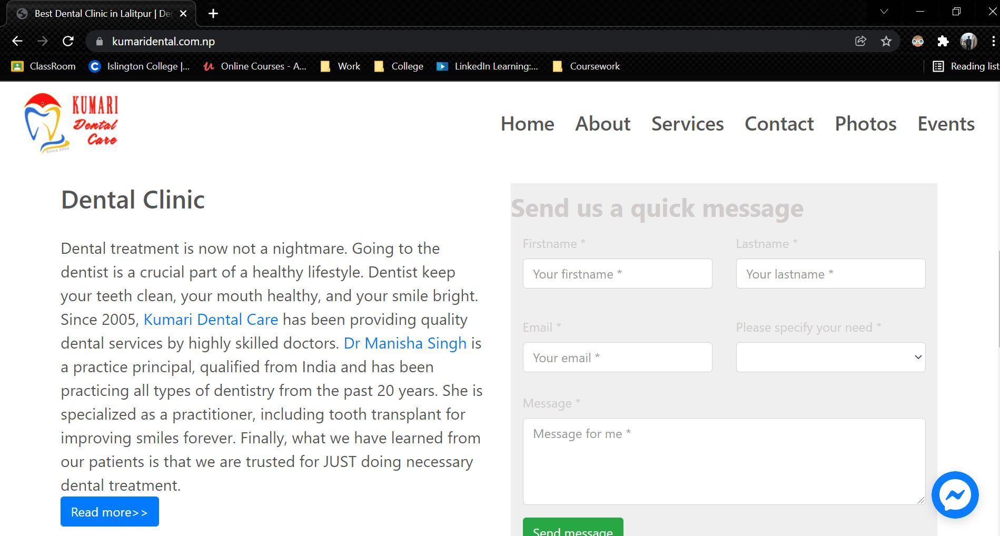 Best Dental Clinic in Lalitpur | De
kumaridental.com.np
ClassRoom
Islington College |...
Online Courses - A...
Work
College
LinkedIn Learning:...
Coursework
Reading list
KUMARI
Dental
Care
Since 2005
Home
About
Services
Contact
Photos
Events
Dental Clinic
Dental treatment is now not a nightmare. Going to the
dentist is a crucial part of a healthy lifestyle. Dentist keep
your teeth clean, your mouth healthy, and your smile bright.
Since 2005, Kumari Dental Care has been providing quality
dental services by highly skilled doctors. Dr Manisha Singh is
a practice principal, qualified from India and has been
practicing all types of dentistry from the past 20 years. She is
specialized as a practitioner, including tooth transplant for
improving smiles forever. Finally, what we have learned from
our patients is that we are trusted for JUST doing necessary
dental treatment.
Read more>>
Send us a quick message
Firstname *
Lastname *
Your firstname *
Your lastname *
Email *
Please specify your need *
Your email *
Message *
Message for me *
Send message